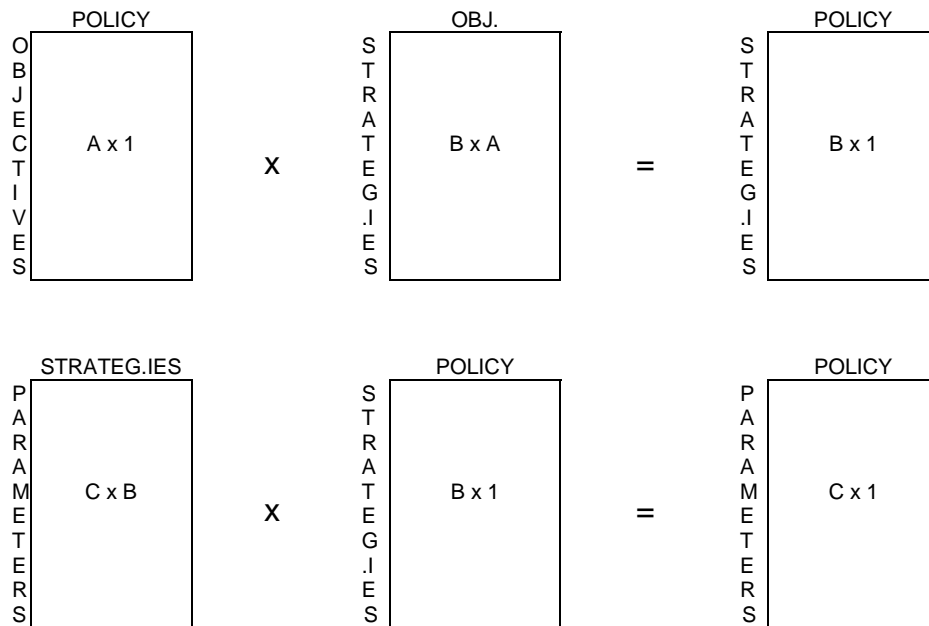 POLICY
OBJ.
POLICY
OBJECTIVES
A x 1
x
STRATEG.IES
B x A
=
STRATEG.IES
B x 1
STRATEG.IES
POLICY
POLICY
PARAMETERS
C x B
x
STRATEG.IES
B x 1
=
PARAMETERS
C x 1